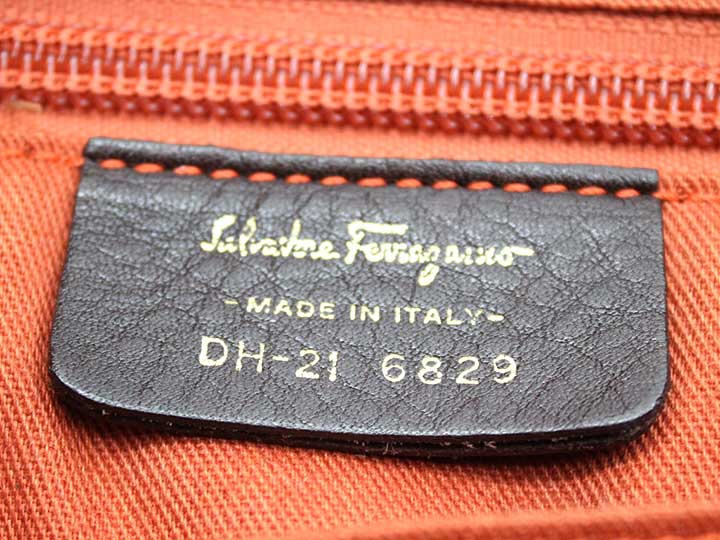 Salvatore Ferragamo
-MADE IN ITALY-
DH-21 6829